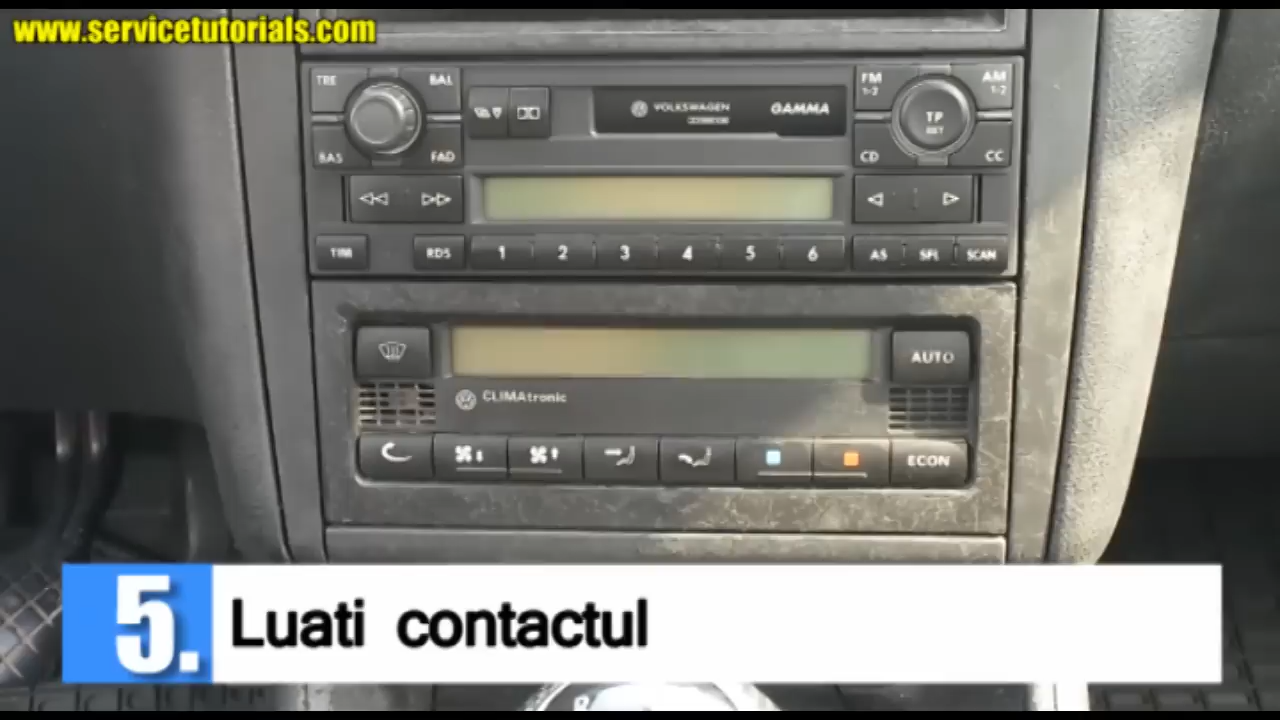 www.servicetutorials.com
TRE BAL
VOLKSWAGEN GAMMA
FM 1-2
AM 1-2
TP
BAS FAD
CD CC
TIM RDS 1 2 3 4 5 6 AS SFL SCAN
AUTO
CLIMAtronic
ECON
5. Luati contactul